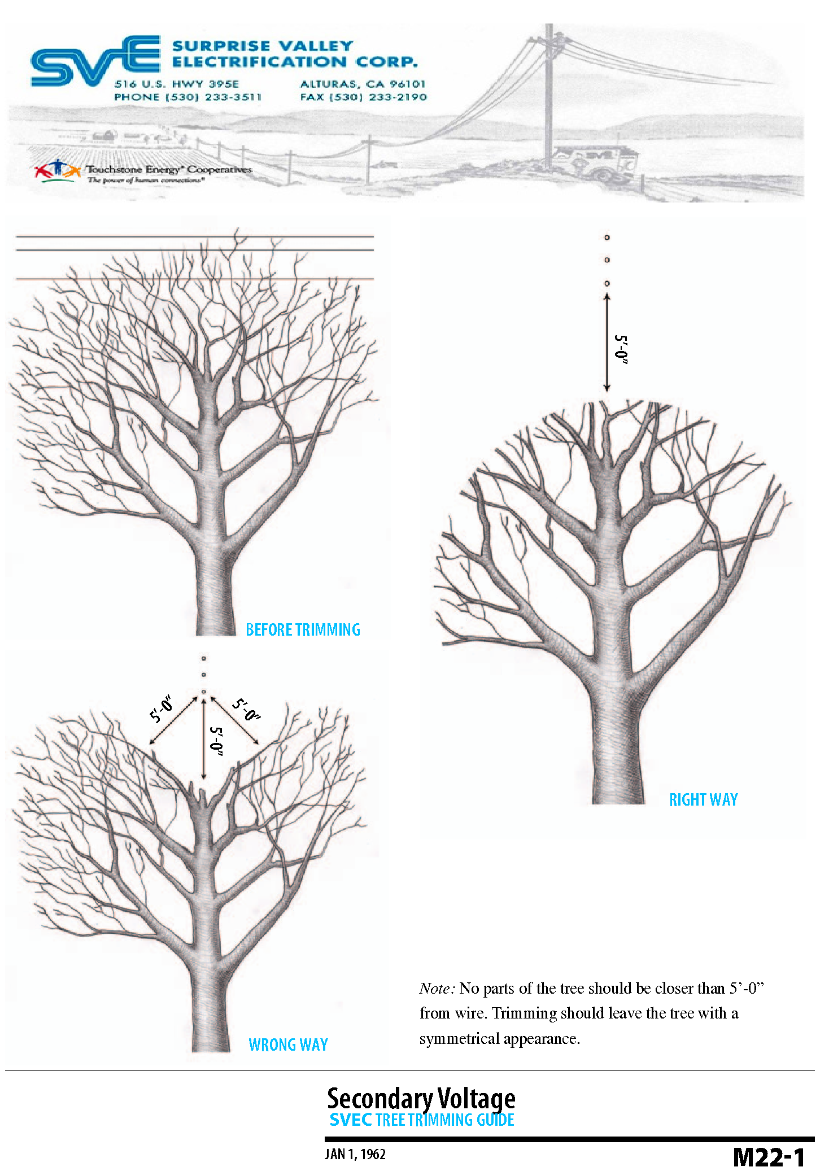 SVE SURPRISE VALLEY
ELECTRIFICATION CORP.
516 U.S. HWY 395E ALTURAS, CA 96101
PHONE (530) 233-3511 FAX (530) 233-2190
SVE
Touchstone Energy® Cooperatives
The power of human connections®
5'-0"
BEFORE TRIMMING
5'-0"
5'-0"
5'-0"
RIGHT WAY
Note: No parts of the tree should be closer than 5'-0"
from wire. Trimming should leave the tree with a
symmetrical appearance.
WRONG WAY
Secondary Voltage
SVEC TREE TRIMMING GUIDE
JAN 1, 1962
M22-1